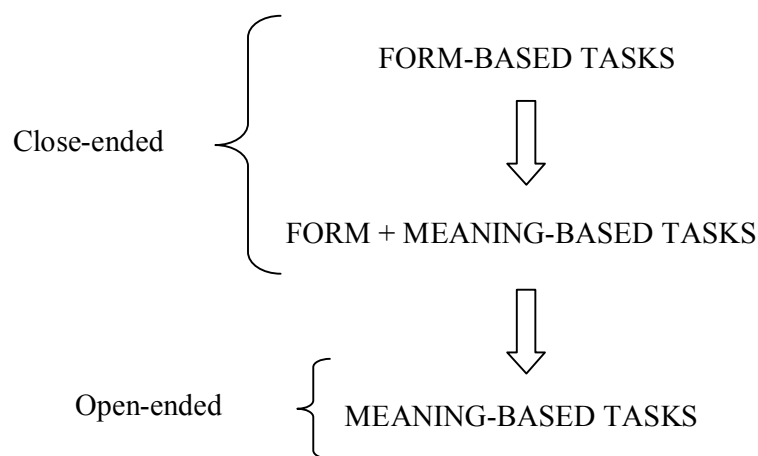 FORM-BASED TASKS
Close-ended
FORM + MEANING-BASED TASKS
Open-ended
MEANING-BASED TASKS